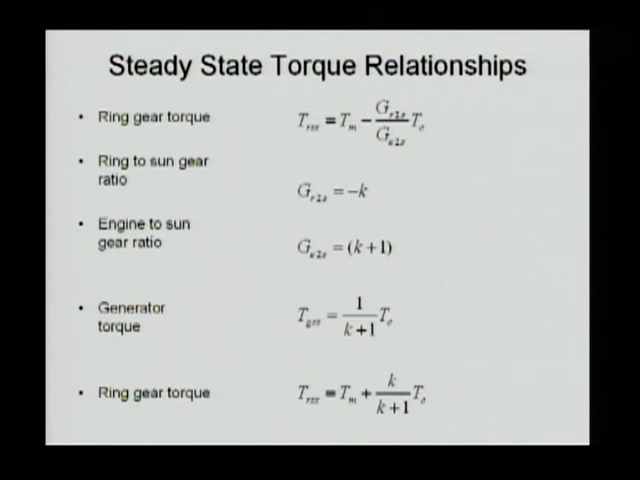 Steady State Torque Relationships
• Ring gear torque T_rss = T_m − (G_r2s / G_e2s) T_e
• Ring to sun gear
ratio
G_r2s = −k
• Engine to sun
gear ratio
G_e2s = (k+1)
• Generator
torque
T_gss = (1 / (k+1)) T_e
• Ring gear torque T_rss = T_m + (k / (k+1)) T_e